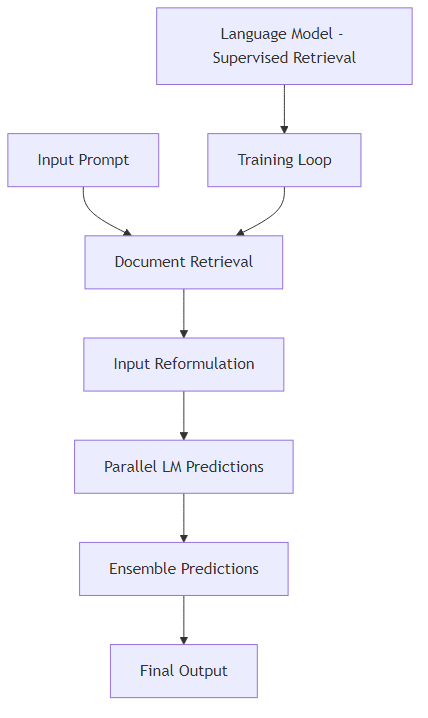 Language Model -
Supervised Retrieval
Input Prompt
Training Loop
Document Retrieval
Input Reformulation
Parallel LM Predictions
Ensemble Predictions
Final Output